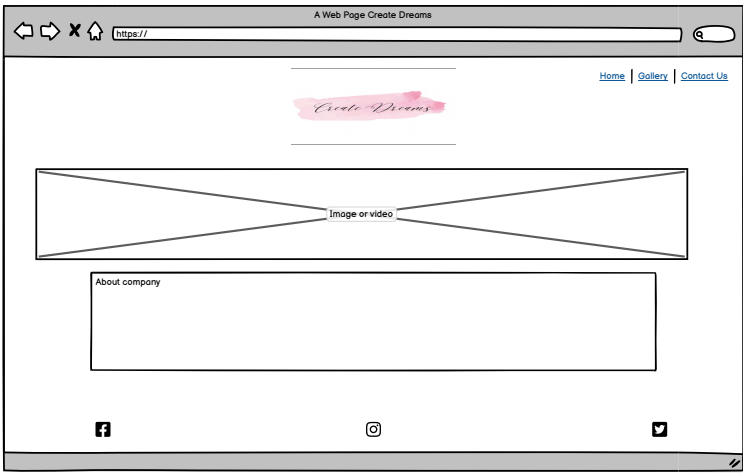 A Web Page Create Dreams
https://
Home | Gallery | Contact Us
Create Dreams
Image or video
About company